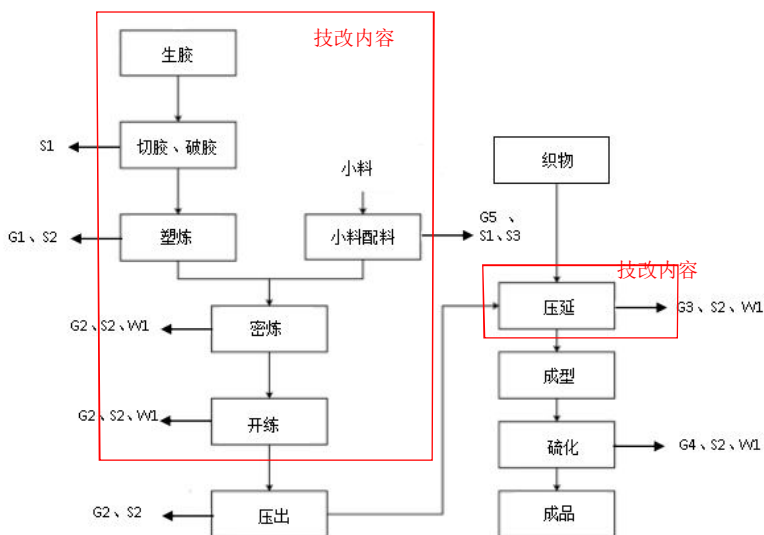 技改内容
生胶
S1
切胶、破胶
织物
小料
G1、S2
塑炼
小料配料
G5 、
S1、S3
技改内容
压延
G3、S2、W1
G2、S2、W1
密炼
成型
G2、S2、W1
开练
硫化
G4、S2、W1
G2、S2
压出
成品